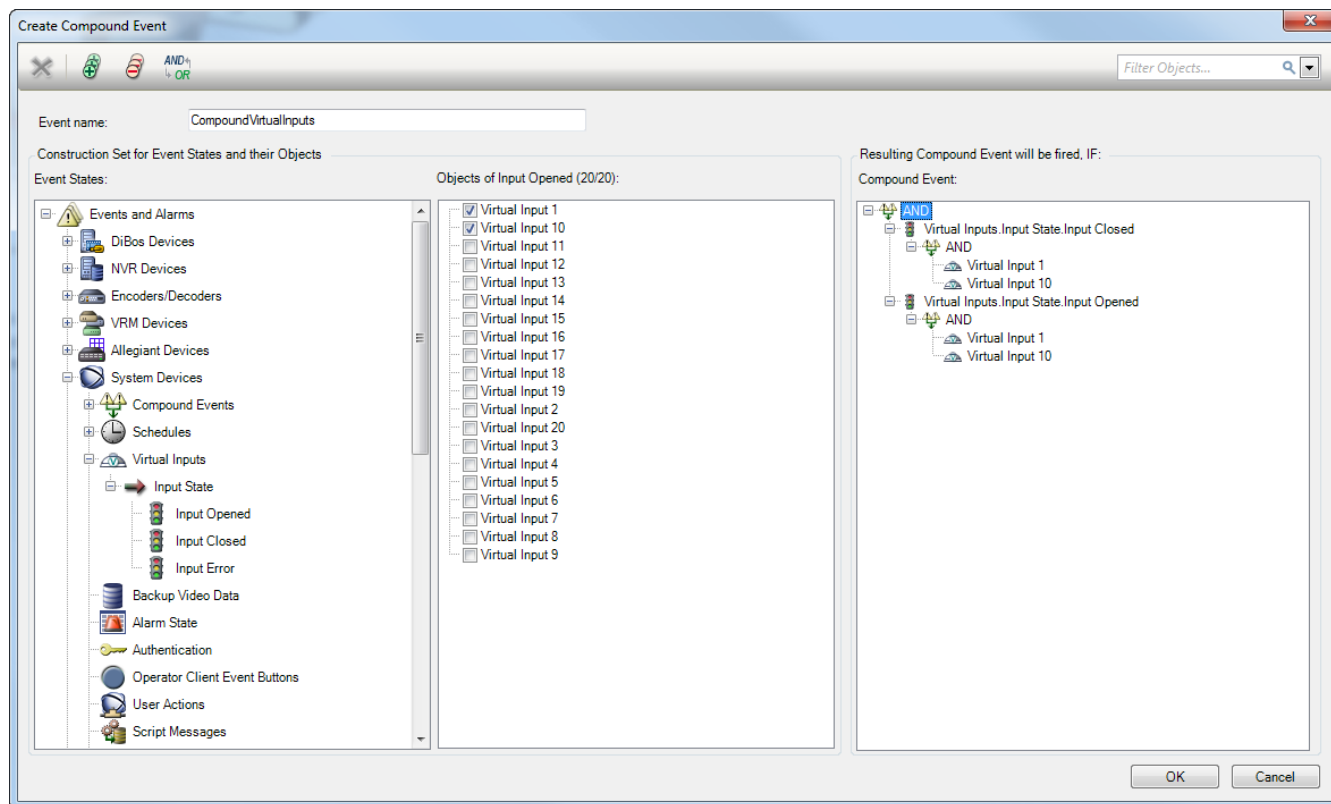 Create Compound Event
AND
OR
Filter Objects...
Event name:
CompoundVirtualInputs
Construction Set for Event States and their Objects
Event States:
Events and Alarms
DiBos Devices
NVR Devices
Encoders/Decoders
VRM Devices
Allegiant Devices
System Devices
Compound Events
Schedules
Virtual Inputs
Input State
Input Opened
Input Closed
Input Error
Backup Video Data
Alarm State
Authentication
Operator Client Event Buttons
User Actions
Script Messages
Objects of Input Opened (20/20):
Virtual Input 1
Virtual Input 10
Virtual Input 11
Virtual Input 12
Virtual Input 13
Virtual Input 14
Virtual Input 15
Virtual Input 16
Virtual Input 17
Virtual Input 18
Virtual Input 19
Virtual Input 2
Virtual Input 20
Virtual Input 3
Virtual Input 4
Virtual Input 5
Virtual Input 6
Virtual Input 7
Virtual Input 8
Virtual Input 9
Resulting Compound Event will be fired, IF:
Compound Event:
AND
Virtual Inputs.Input State.Input Closed
AND
Virtual Input 1
Virtual Input 10
Virtual Inputs.Input State.Input Opened
AND
Virtual Input 1
Virtual Input 10
OK
Cancel